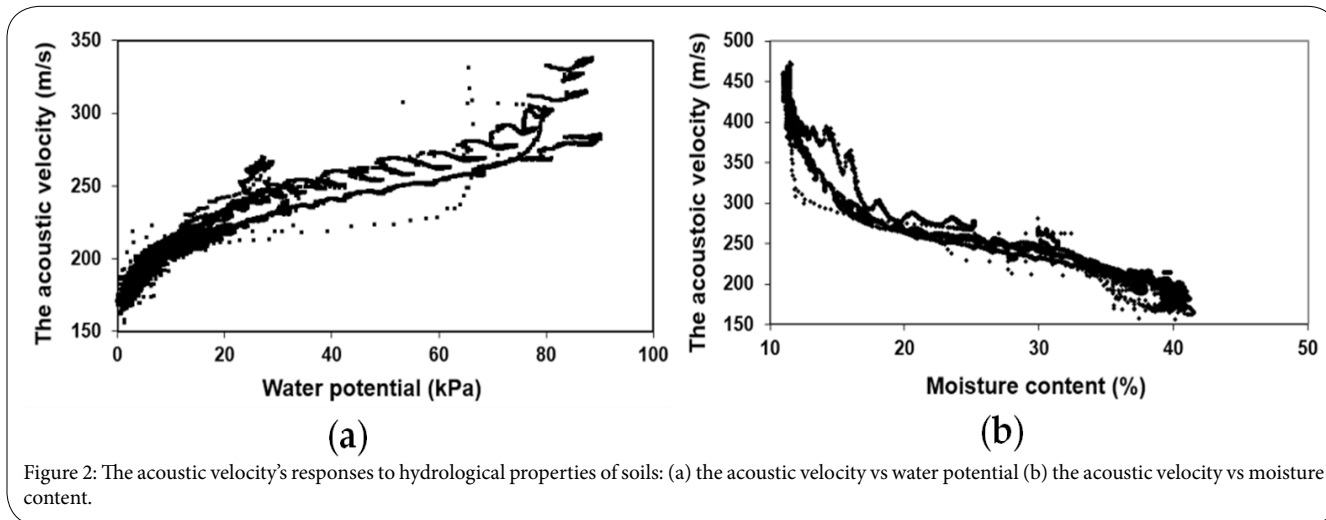 350
300
250
200
150
The acoustic velocity (m/s)
0 20 40 60 80 100
Water potential (kPa)
(a)
500
450
400
350
300
250
200
150
The acoustoic velocity (m/s)
10 20 30 40 50
Moisture content (%)
(b)
Figure 2: The acoustic velocity’s responses to hydrological properties of soils: (a) the acoustic velocity vs water potential (b) the acoustic velocity vs moisture
content.